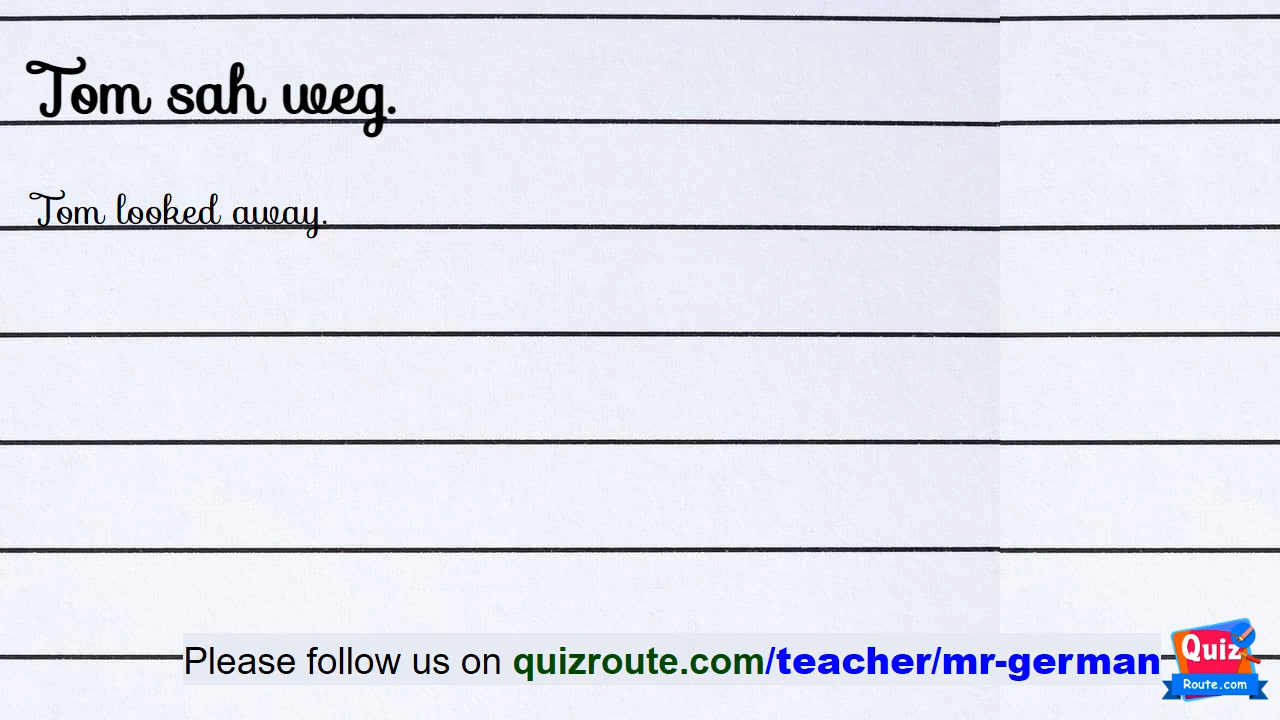 Tom sah weg.
Tom looked away.
Please follow us on quizroute.com/teacher/mr-german
Quiz
Route.com